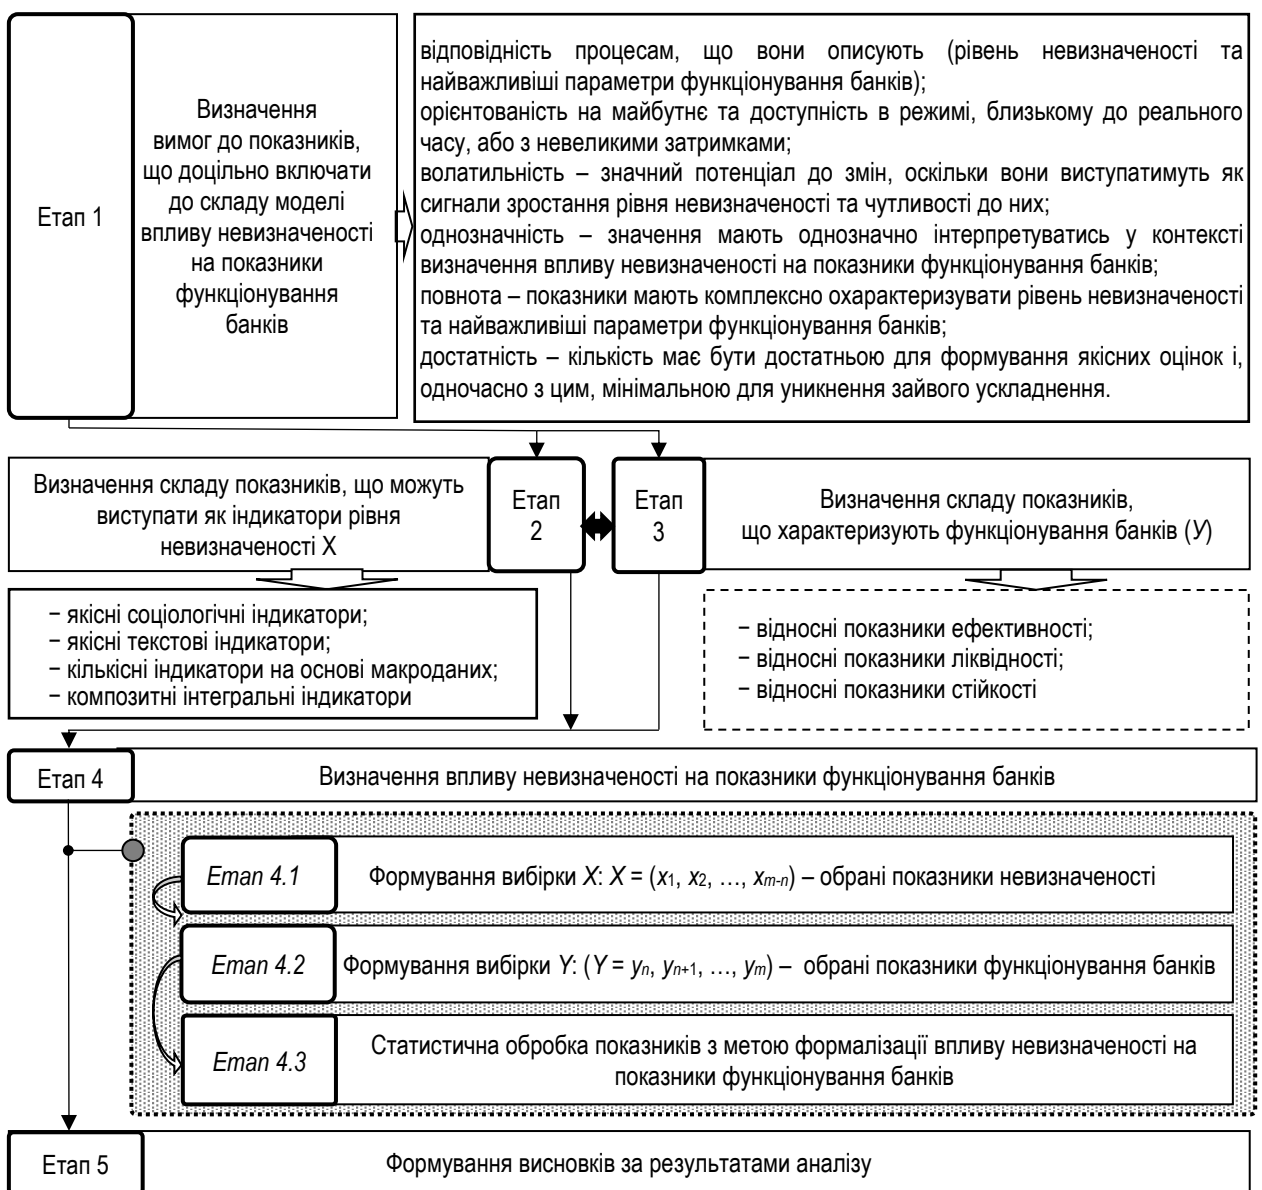 Етап 1
Визначення
вимог до показників,
що доцільно включати
до складу моделі
впливу невизначеності
на показники
функціонування
банків
відповідність процесам, що вони описують (рівень невизначеності та
найважливіші параметри функціонування банків);
орієнтованість на майбутнє та доступність в режимі, близькому до реального
часу, або з невеликими затримками;
волатильність – значний потенціал до змін, оскільки вони виступатимуть як
сигнали зростання рівня невизначеності та чутливості до них;
однозначність – значення мають однозначно інтерпретуватись у контексті
визначення впливу невизначеності на показники функціонування банків;
повнота – показники мають комплексно охарактеризувати рівень невизначеності
та найважливіші параметри функціонування банків;
достатність – кількість має бути достатньою для формування якісних оцінок і,
одночасно з цим, мінімальною для уникнення зайвого ускладнення.
Визначення складу показників, що можуть
виступати як індикатори рівня
невизначеності X
Етап
2
Етап
3
Визначення складу показників,
що характеризують функціонування банків (У)
− якісні соціологічні індикатори;
− якісні текстові індикатори;
− кількісні індикатори на основі макроданих;
− композитні інтегральні індикатори
− відносні показники ефективності;
− відносні показники ліквідності;
− відносні показники стійкості
Етап 4
Визначення впливу невизначеності на показники функціонування банків
Етап 4.1
Формування вибірки X: X = (x1, x2, …, xm-n) – обрані показники невизначеності
Етап 4.2
Формування вибірки Y: (Y = yn, yn+1, …, ym) – обрані показники функціонування банків
Етап 4.3
Статистична обробка показників з метою формалізації впливу невизначеності на
показники функціонування банків
Етап 5
Формування висновків за результатами аналізу